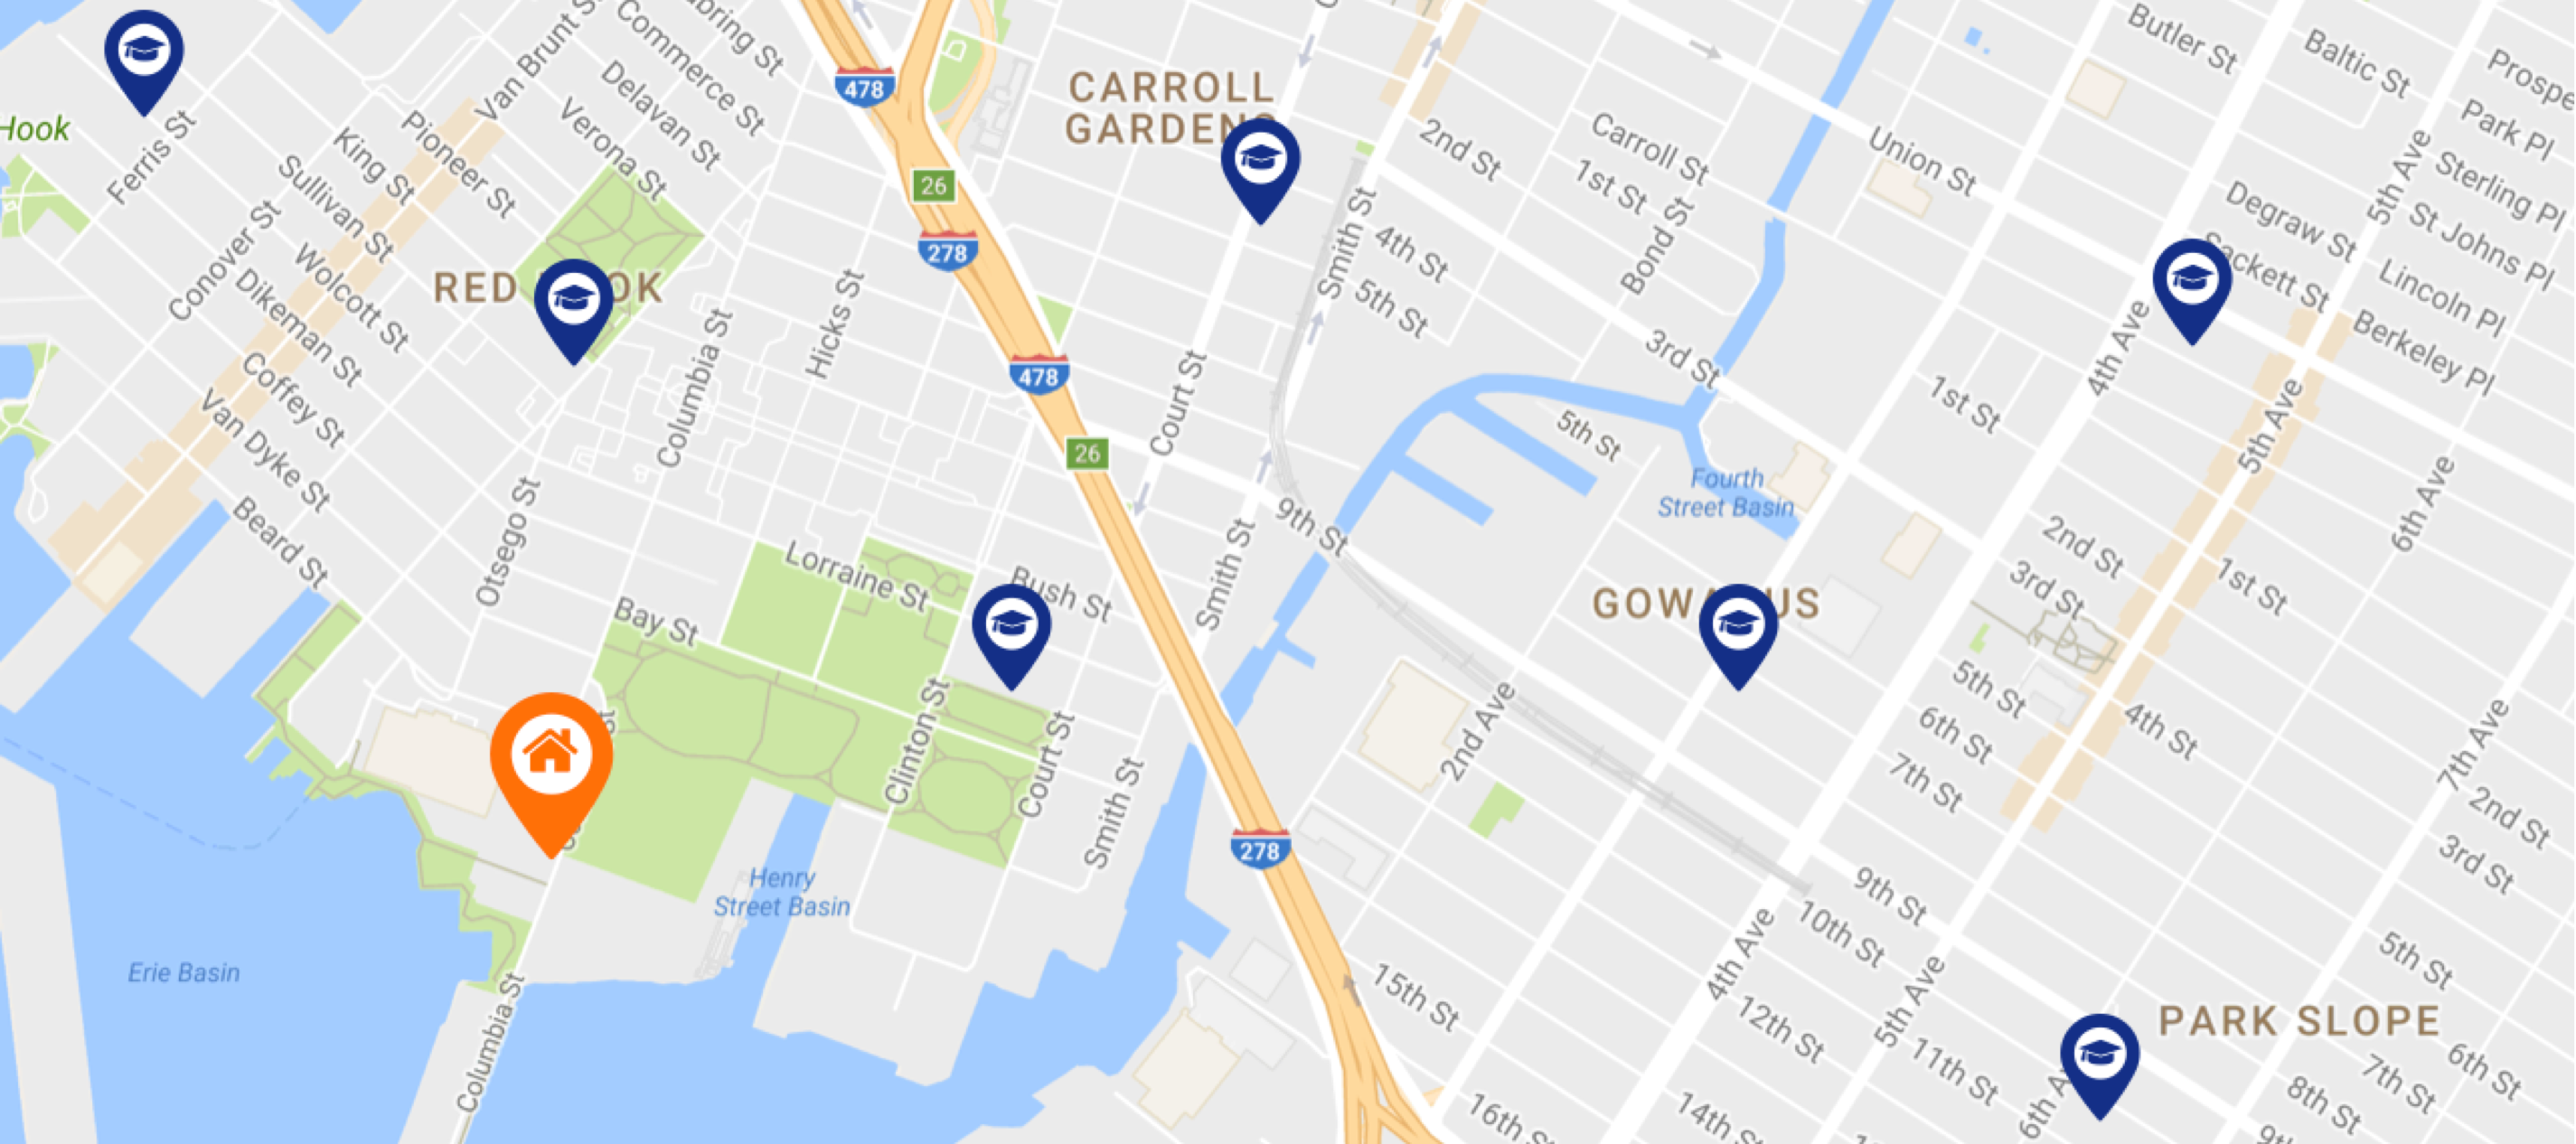 Butler St
Baltic St
Park Pl
Sterling Pl
St Johns Pl
Lincoln Pl
Berkeley Pl
Degraw St
Sackett St
Union St
5th Ave
4th Ave
Van Brunt St
Commerce St
Delavan St
Verona St
Pioneer St
King St
Sullivan St
Wolcott St
Dikeman St
Coffey St
Van Dyke St
Beard St
Conover St
Ferris St
Hook
478
26
278
CARROLL
GARDENS
2nd St
Carroll St
1st St
Bond St
Smith St
4th St
5th St
3rd St
RED
Hicks St
Columbia St
478
Court St
26
1st St
5th Ave
6th Ave
5th St
Fourth
Street Basin
9th St
Otsego St
Lorraine St
Bush St
Smith St
Bay St
2nd St
1st St
3rd St
5th St
4th St
6th St
7th St
7th Ave
2nd St
3rd St
2nd Ave
Clinton St
Court St
Smith St
278
Henry
Street Basin
Erie Basin
Columbia St
15th St
4th Ave
9th St
10th St
5th St
12th St
5th Ave
11th St
PARK SLOPE
6th St
7th St
8th St
16th St
14th St